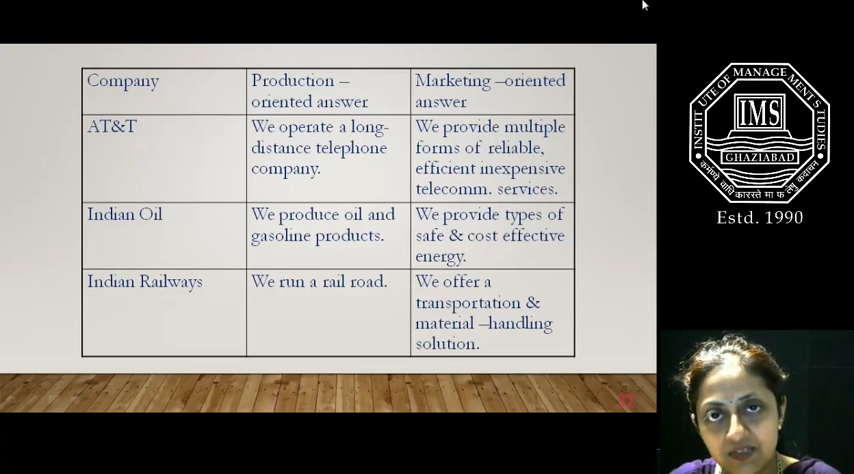 Company
Production –
oriented answer
Marketing –oriented
answer
AT&T
We operate a long-
distance telephone
company.
We provide multiple
forms of reliable,
efficient inexpensive
telecomm. services.
Indian Oil
We produce oil and
gasoline products.
We provide types of
safe & cost effective
energy.
Indian Railways
We run a rail road.
We offer a
transportation &
material –handling
solution.
INSTITUTE OF MANAGEMENT STUDIES
IMS
GHAZIABAD
Estd. 1990